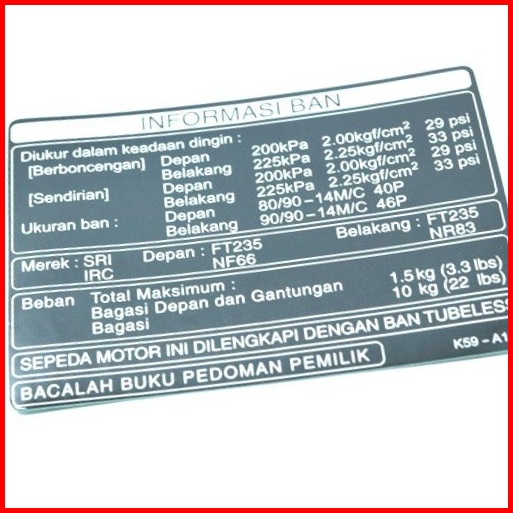 INFORMASI BAN
Diukur dalam keadaan dingin :
[Berboncengan] Depan 200kPa 2.00kgf/cm² 29 psi
Belakang 225kPa 2.25kgf/cm² 33 psi
[Sendirian] Depan 200kPa 2.00kgf/cm² 29 psi
Belakang 225kPa 2.25kgf/cm² 33 psi
Ukuran ban : Depan 80/90–14M/C 40P
Belakang 90/90–14M/C 46P
Merek : SRI Depan : FT235 Belakang : FT235
IRC NF66 NR83
Beban Total Maksimum :
Bagasi Depan dan Gantungan 1.5 kg (3.3 lbs)
Bagasi 10 kg (22 lbs)
SEPEDA MOTOR INI DILENGKAPI DENGAN BAN TUBELESS
BACALAH BUKU PEDOMAN PEMILIK K59 – A1